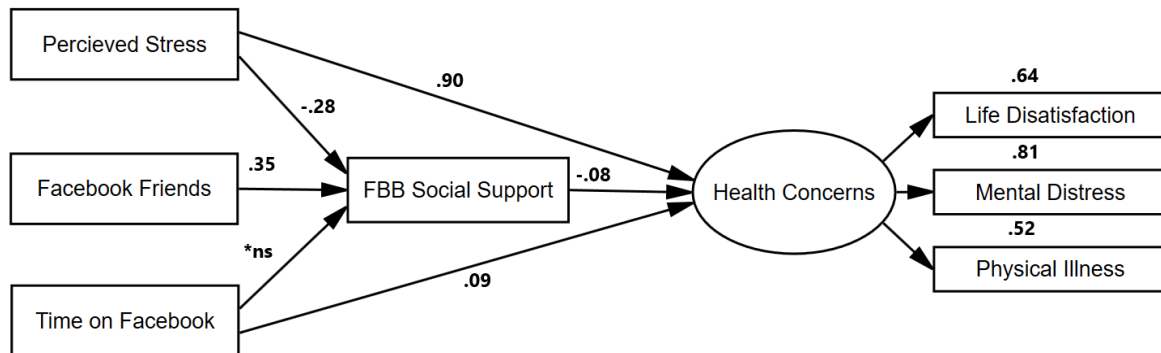 Percieved Stress
.90
.64
Life Disatisfaction
-.28
.81
Facebook Friends
.35
FBB Social Support
-.08
Health Concerns
Mental Distress
.52
*ns
.09
Physical Illness
Time on Facebook